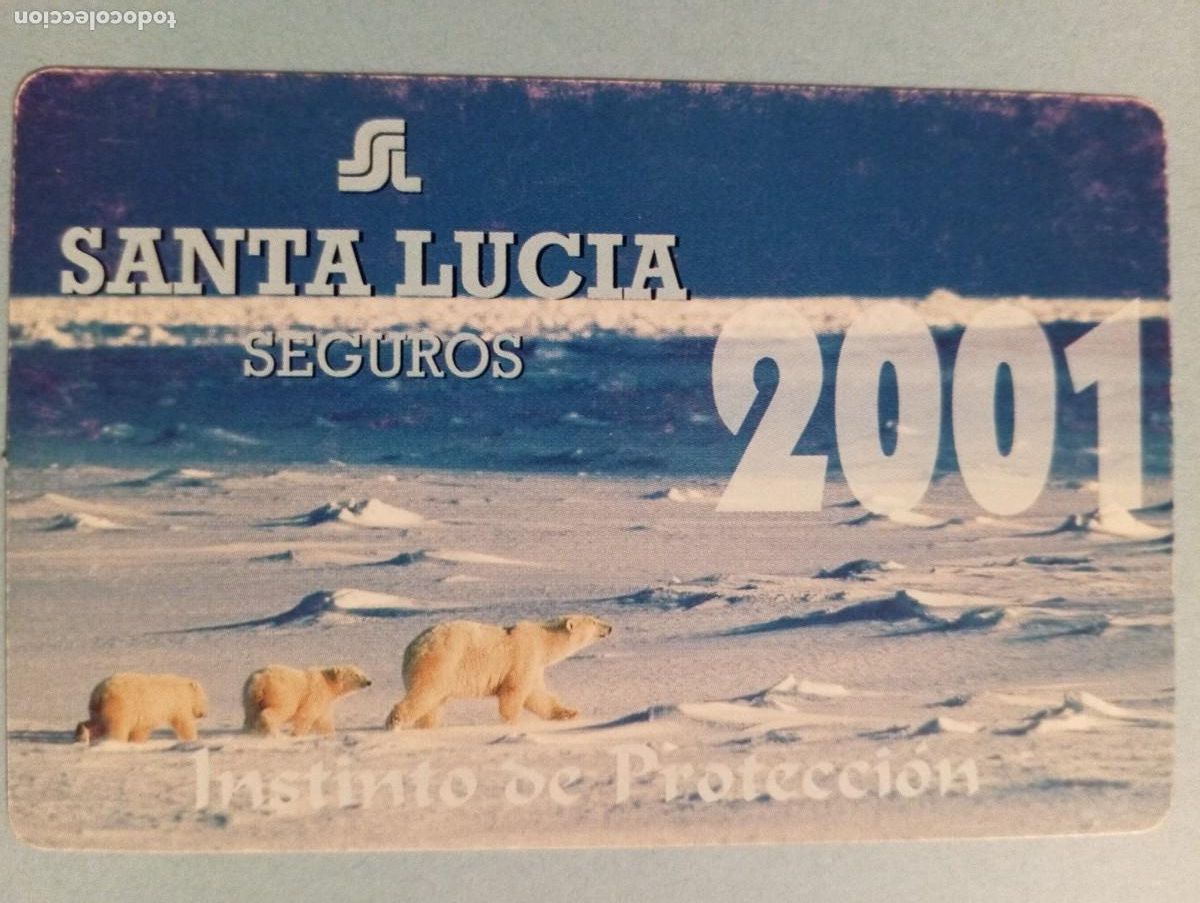 todocoleccion
SL
SANTA LUCIA
SEGUROS
2001
Instinto de Protección